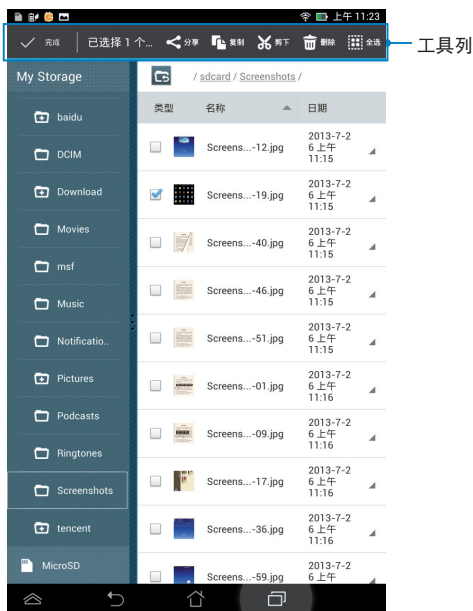 上午 11:23
完成 已选择 1 个... 分享 复制 剪下 删除 全选
工具列
My Storage / sdcard / Screenshots /
类型 名称 日期
baidu
DCIM
Download
Movies
msf
Music
Notificatio..
Pictures
Podcasts
Ringtones
Screenshots
tencent
MicroSD
Screens...-12.jpg
2013-7-2
6 上午
11:15
Screens...-19.jpg
2013-7-2
6 上午
11:15
Screens...-40.jpg
2013-7-2
6 上午
11:15
Screens...-46.jpg
2013-7-2
6 上午
11:15
Screens...-51.jpg
2013-7-2
6 上午
11:15
Screens...-01.jpg
2013-7-2
6 上午
11:16
Screens...-09.jpg
2013-7-2
6 上午
11:16
Screens...-17.jpg
2013-7-2
6 上午
11:16
Screens...-36.jpg
2013-7-2
6 上午
11:16
Screens...-59.jpg
2013-7-2
6 上午